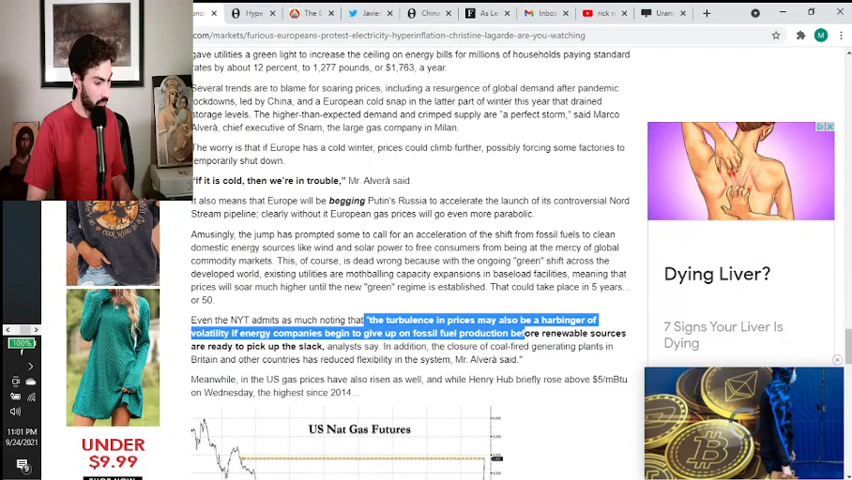 Hype
The E
Javier
China
As Le
Inbox
nick r
Uran
.com/markets/furious-europeans-protest-electricity-hyperinflation-christine-lagarde-are-you-watching
gave utilities a green light to increase the ceiling on energy bills for millions of households paying standard
rates by about 12 percent, to 1,277 pounds, or $1,763, a year.
Several trends are to blame for soaring prices, including a resurgence of global demand after pandemic
lockdowns, led by China, and a European cold snap in the latter part of winter this year that drained
storage levels. The higher-than-expected demand and crimped supply are "a perfect storm," said Marco
Alverà, chief executive of Snam, the large gas company in Milan.
The worry is that if Europe has a cold winter, prices could climb further, possibly forcing some factories to
temporarily shut down.
"If it is cold, then we're in trouble," Mr. Alverà said.
It also means that Europe will be begging Putin's Russia to accelerate the launch of its controversial Nord
Stream pipeline; clearly without it European gas prices will go even more parabolic.
Amusingly, the jump has prompted some to call for an acceleration of the shift from fossil fuels to clean
domestic energy sources like wind and solar power to free consumers from being at the mercy of global
commodity markets. This, of course, is dead wrong because with the ongoing "green" shift across the
developed world, existing utilities are mothballing capacity expansions in baseload facilities, meaning that
prices will soar much higher until the new "green" regime is established. That could take place in 5 years...
or 50.
Even the NYT admits as much noting that "the turbulence in prices may also be a harbinger of
volatility if energy companies begin to give up on fossil fuel production before renewable sources
are ready to pick up the slack, analysts say. In addition, the closure of coal-fired generating plants in
Britain and other countries has reduced flexibility in the system, Mr. Alverà said."
Meanwhile, in the US gas prices have also risen as well, and while Henry Hub briefly rose above $5/mBtu
on Wednesday, the highest since 2014...
US Nat Gas Futures
Dying Liver?
7 Signs Your Liver Is
Dying
UNDER
$9.99
100%
11:01 PM
9/24/2021